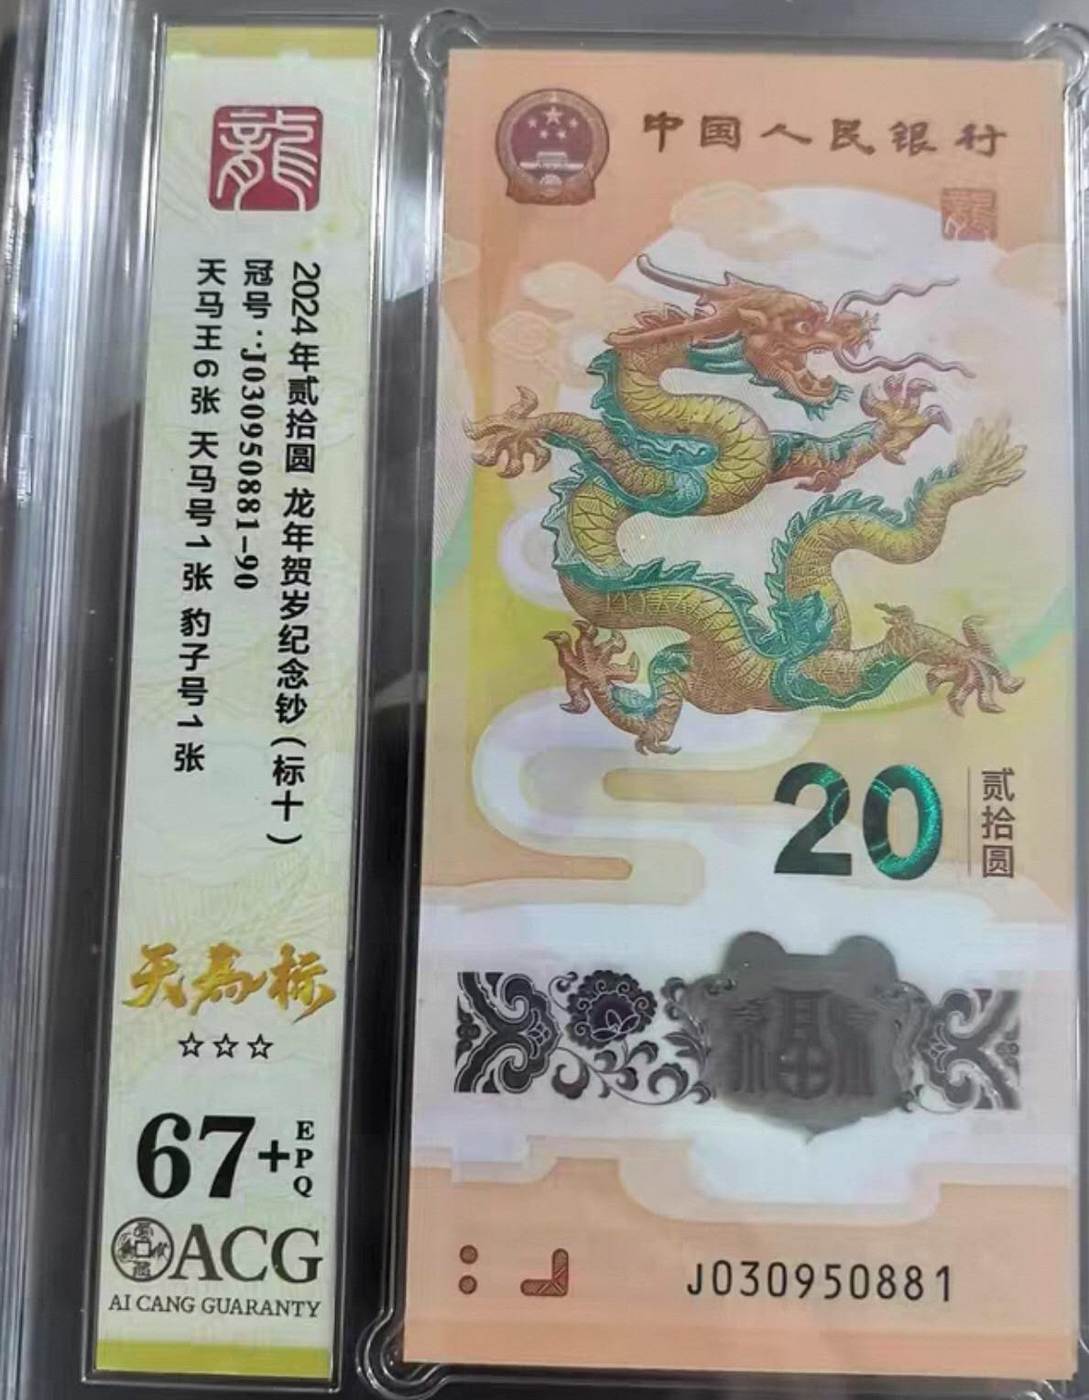 龍
2024年贰拾圆 龙年贺岁纪念钞(标十)
冠号:J030950881-90
天马王6张 天马号1张 豹子号1张
天马标
☆☆☆
67+EPQ
ACG
AI CANG GUARANTY
中国人民银行
20
贰拾圆
J030950881